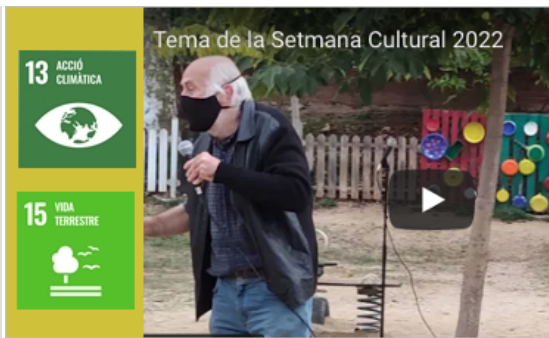 Tema de la Setmana Cultural 2022
13 ACCIÓ
CLIMÀTICA
15 VIDA
TERRESTRE